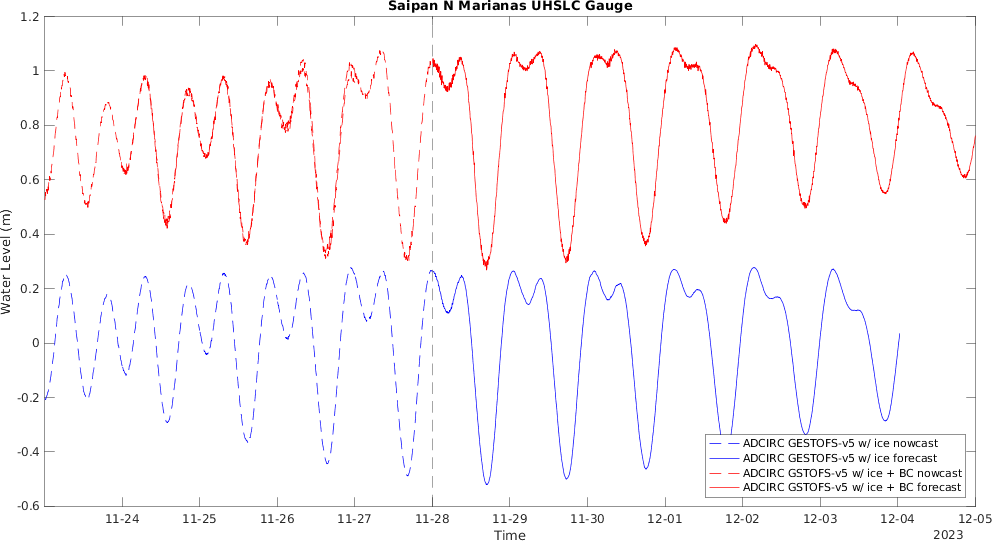 Saipan N Marianas UHSLC Gauge
Water Level (m)
1.2
1
0.8
0.6
0.4
0.2
0
-0.2
-0.4
-0.6
ADCIRC GESTOFS-v5 w/ ice nowcast
ADCIRC GESTOFS-v5 w/ ice forecast
ADCIRC GSTOFS-v5 w/ ice + BC nowcast
ADCIRC GSTOFS-v5 w/ ice + BC forecast
11-24 11-25 11-26 11-27 11-28 11-29 11-30 12-01 12-02 12-03 12-04 12-05
Time
2023